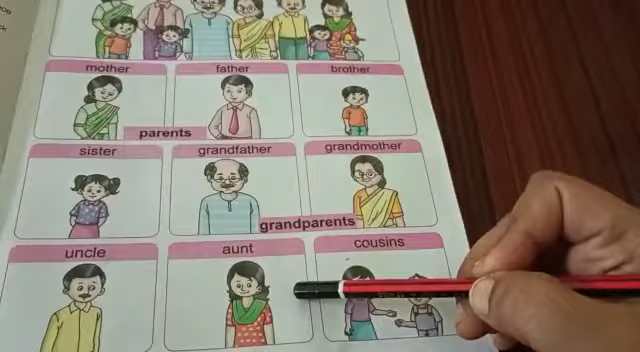 mother father brother
parents
sister grandfather grandmother
grandparents
uncle aunt cousins